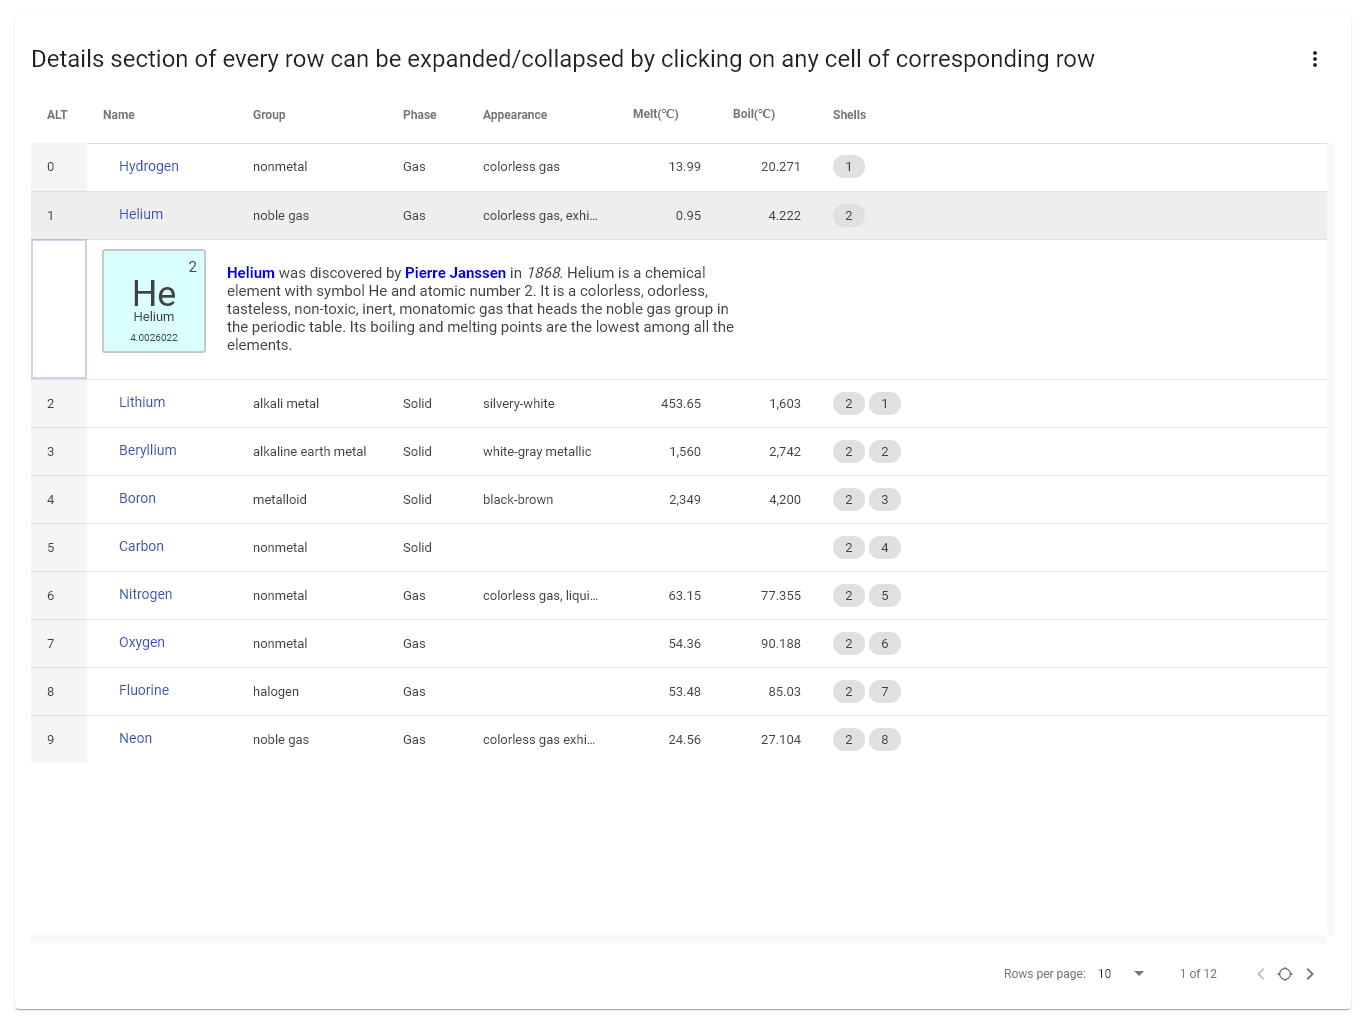 Details section of every row can be expanded/collapsed by clicking on any cell of corresponding row
ALT Name Group Phase Appearance Melt(℃) Boil(℃) Shells
0 Hydrogen nonmetal Gas colorless gas 13.99 20.271 1
1 Helium noble gas Gas colorless gas, exhi... 0.95 4.222 2
2
He
Helium
4.0026022
Helium was discovered by Pierre Janssen in 1868. Helium is a chemical
element with symbol He and atomic number 2. It is a colorless, odorless,
tasteless, non-toxic, inert, monatomic gas that heads the noble gas group in
the periodic table. Its boiling and melting points are the lowest among all the
elements.
2 Lithium alkali metal Solid silvery-white 453.65 1,603 2 1
3 Beryllium alkaline earth metal Solid white-gray metallic 1,560 2,742 2 2
4 Boron metalloid Solid black-brown 2,349 4,200 2 3
5 Carbon nonmetal Solid 2 4
6 Nitrogen nonmetal Gas colorless gas, liqui... 63.15 77.355 2 5
7 Oxygen nonmetal Gas 54.36 90.188 2 6
8 Fluorine halogen Gas 53.48 85.03 2 7
9 Neon noble gas Gas colorless gas exhi... 24.56 27.104 2 8
Rows per page: 10 1 of 12